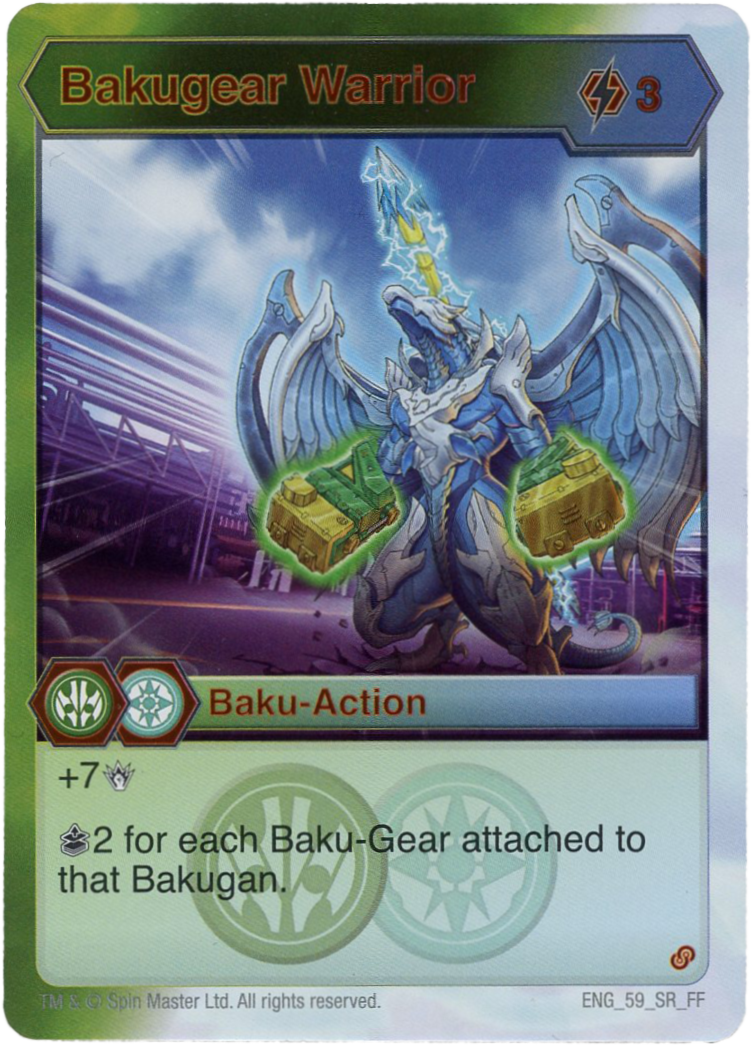 Bakugear Warrior 3
Baku-Action
+7
2 for each Baku-Gear attached to
that Bakugan.
TM & © Spin Master Ltd. All rights reserved. ENG_59_SR_FF